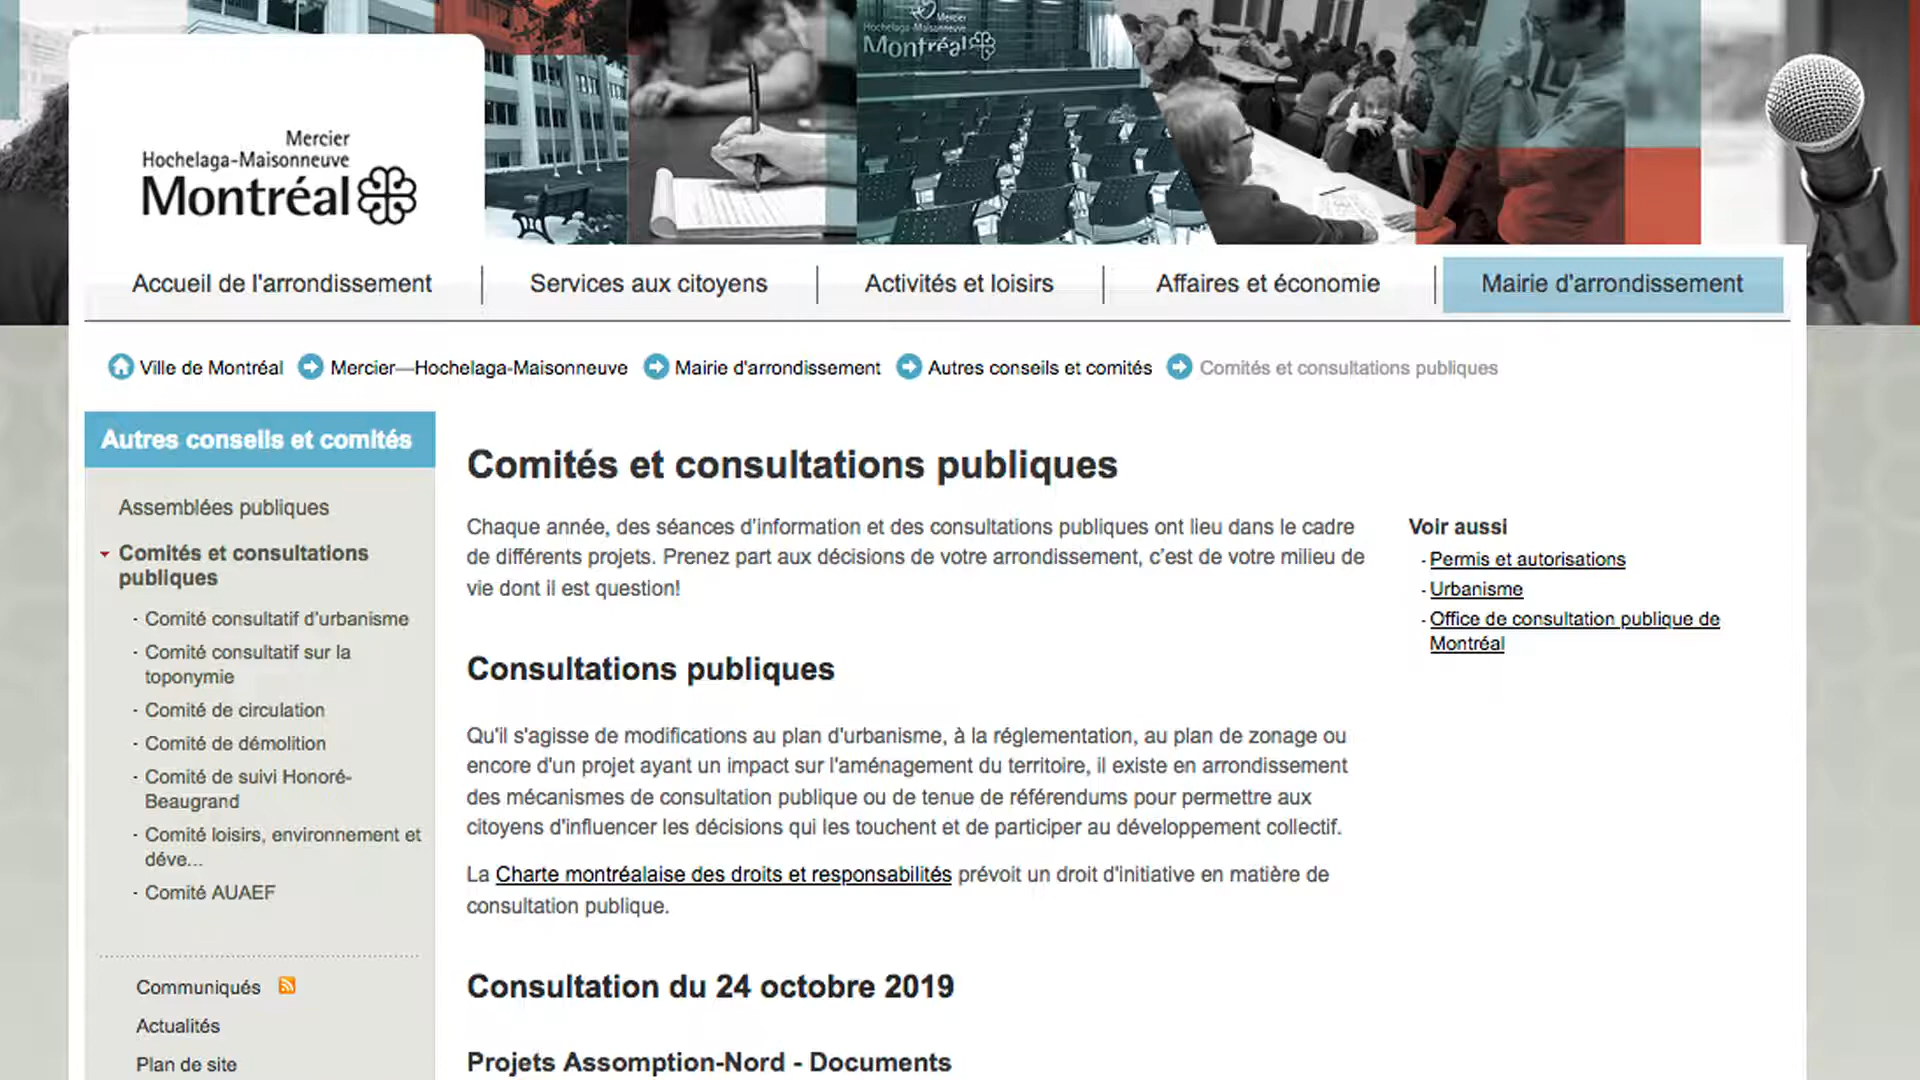 Mercier
Hochelaga-Maisonneuve
Montréal
Mercier
Hochelaga-Maisonneuve
Montréal
Accueil de l'arrondissement
Services aux citoyens
Activités et loisirs
Affaires et économie
Mairie d'arrondissement
Ville de Montréal
Mercier—Hochelaga-Maisonneuve
Mairie d'arrondissement
Autres conseils et comités
Comités et consultations publiques
Autres conseils et comités
Assemblées publiques
Comités et consultations
publiques
· Comité consultatif d'urbanisme
· Comité consultatif sur la
toponymie
· Comité de circulation
· Comité de démolition
· Comité de suivi Honoré-
Beaugrand
· Comité loisirs, environnement et
déve...
· Comité AUAEF
Communiqués
Actualités
Plan de site
Comités et consultations publiques
Chaque année, des séances d'information et des consultations publiques ont lieu dans le cadre
de différents projets. Prenez part aux décisions de votre arrondissement, c’est de votre milieu de
vie dont il est question!
Consultations publiques
Qu'il s'agisse de modifications au plan d'urbanisme, à la réglementation, au plan de zonage ou
encore d'un projet ayant un impact sur l'aménagement du territoire, il existe en arrondissement
des mécanismes de consultation publique ou de tenue de référendums pour permettre aux
citoyens d'influencer les décisions qui les touchent et de participer au développement collectif.
La Charte montréalaise des droits et responsabilités prévoit un droit d'initiative en matière de
consultation publique.
Consultation du 24 octobre 2019
Projets Assomption-Nord - Documents
Voir aussi
- Permis et autorisations
- Urbanisme
- Office de consultation publique de
Montréal